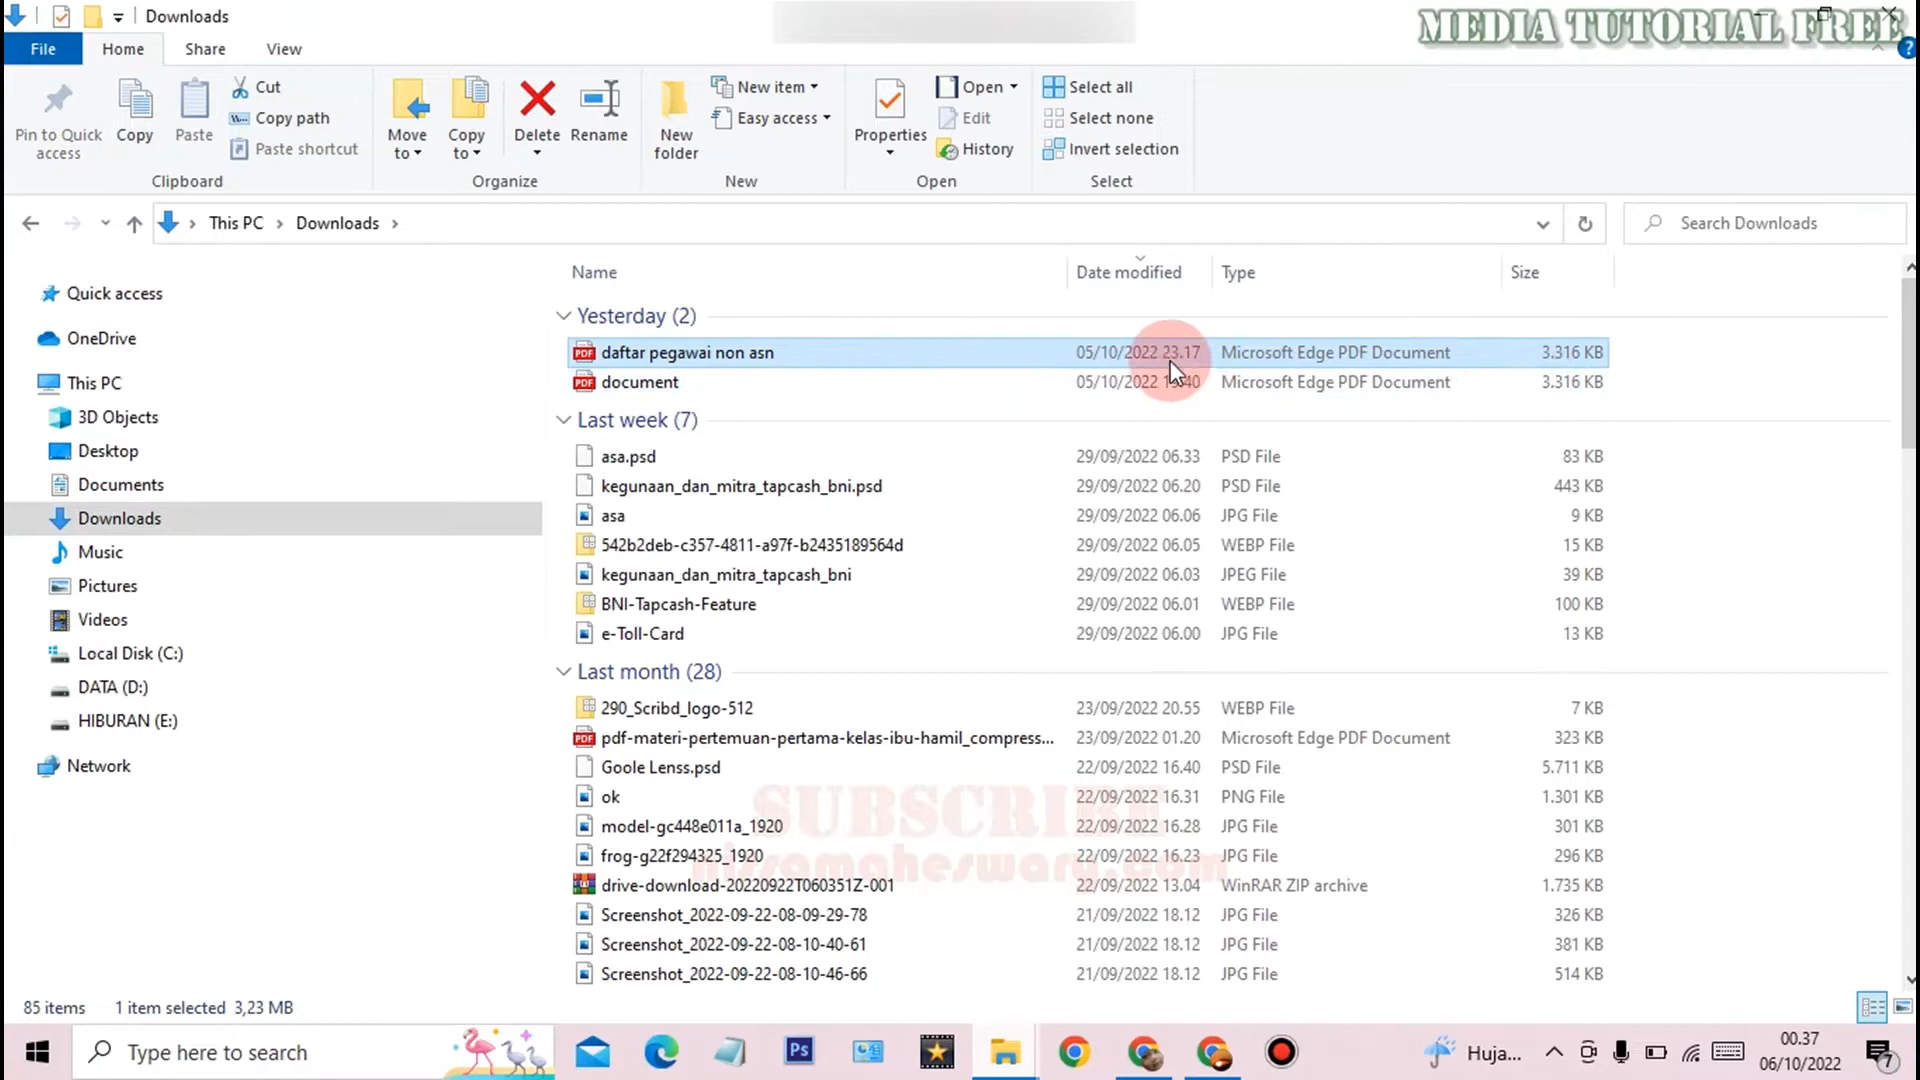 Downloads
MEDIA TUTORIAL FREE
File Home Share View
Pin to Quick access
Copy
Paste
Cut
Copy path
Paste shortcut
Clipboard
Move to
Copy to
Delete
Rename
Organize
New folder
New item
Easy access
New
Properties
Open
Edit
History
Open
Select all
Select none
Invert selection
Select
This PC Downloads
Search Downloads
Quick access
OneDrive
This PC
3D Objects
Desktop
Documents
Downloads
Music
Pictures
Videos
Local Disk (C:)
DATA (D:)
HIBURAN (E:)
Network
Name Date modified Type Size
Yesterday (2)
daftar pegawai non asn 05/10/2022 23.17 Microsoft Edge PDF Document 3.316 KB
document 05/10/2022 Microsoft Edge PDF Document 3.316 KB
Last week (7)
asa.psd 29/09/2022 06.33 PSD File 83 KB
kegunaan_dan_mitra_tapcash_bni.psd 29/09/2022 06.20 PSD File 443 KB
asa 29/09/2022 06.06 JPG File 9 KB
542b2deb-c357-4811-a97f-b2435189564d 29/09/2022 06.05 WEBP File 15 KB
kegunaan_dan_mitra_tapcash_bni 29/09/2022 06.03 JPEG File 39 KB
BNI-Tapcash-Feature 29/09/2022 06.01 WEBP File 100 KB
e-Toll-Card 29/09/2022 06.00 JPG File 13 KB
Last month (28)
290_Scribd_logo-512 23/09/2022 20.55 WEBP File 7 KB
pdf-materi-pertemuan-pertama-kelas-ibu-hamil_compress... 23/09/2022 01.20 Microsoft Edge PDF Document 323 KB
Goole Lenss.psd 22/09/2022 16.40 PSD File 5.711 KB
ok 22/09/2022 16.31 PNG File 1.301 KB
SUBSCRIBE
model-gc448e011a_1920 22/09/2022 16.28 JPG File 301 KB
frog-g22f294325_1920 22/09/2022 16.23 JPG File 296 KB
nissamaheswary.com
drive-download-20220922T060351Z-001 22/09/2022 13.04 WinRAR ZIP archive 1.735 KB
Screenshot_2022-09-22-08-09-29-78 21/09/2022 18.12 JPG File 326 KB
Screenshot_2022-09-22-08-10-40-61 21/09/2022 18.12 JPG File 381 KB
Screenshot_2022-09-22-08-10-46-66 21/09/2022 18.12 JPG File 514 KB
85 items 1 item selected 3,23 MB
Type here to search
Ps
Huja...
00.37
06/10/2022
7